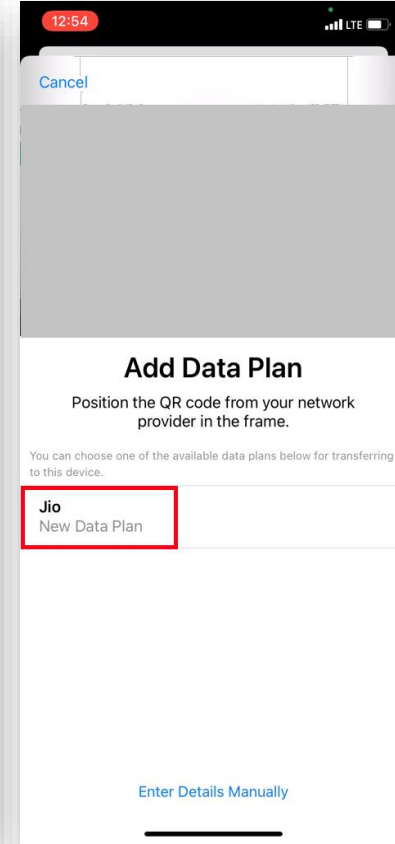 12:54
LTE
Cancel
Add Data Plan
Position the QR code from your network
provider in the frame.
You can choose one of the available data plans below for transferring
to this device.
Jio
New Data Plan
Enter Details Manually